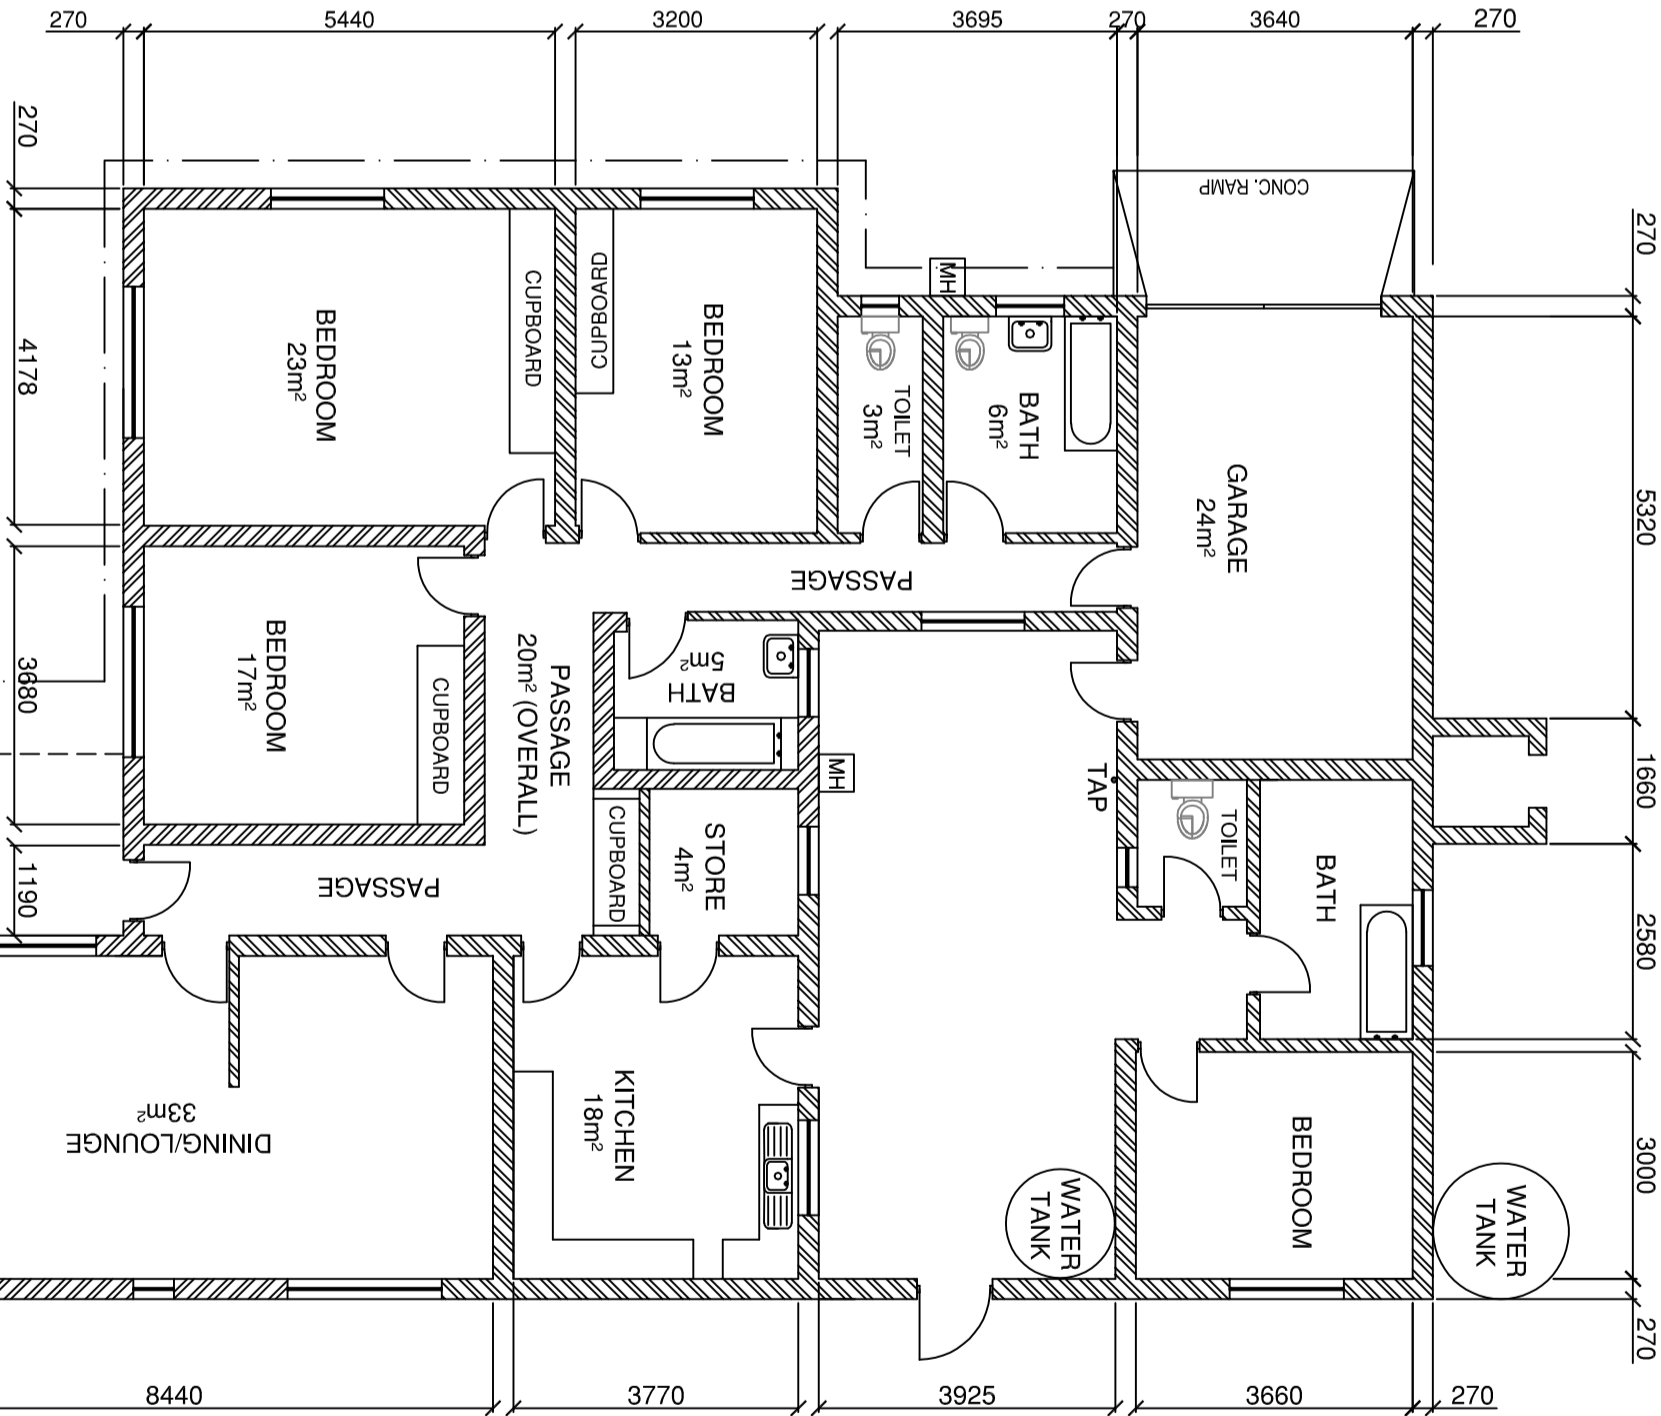 270
5440
3200
3695
270
3640
270
270
4178
3680
1190
270
5320
1660
2580
3000
270
CONC. RAMP
MH
BEDROOM
23m²
CUPBOARD
CUPBOARD
BEDROOM
13m²
TOILET
3m²
BATH
6m²
GARAGE
24m²
PASSAGE
BEDROOM
17m²
CUPBOARD
PASSAGE
20m² (OVERALL)
BATH
5m²
MH
TAP
CUPBOARD
STORE
4m²
TOILET
BATH
PASSAGE
DINING/LOUNGE
33m²
KITCHEN
18m²
WATER
TANK
BEDROOM
WATER
TANK
8440
3770
3925
3660
270